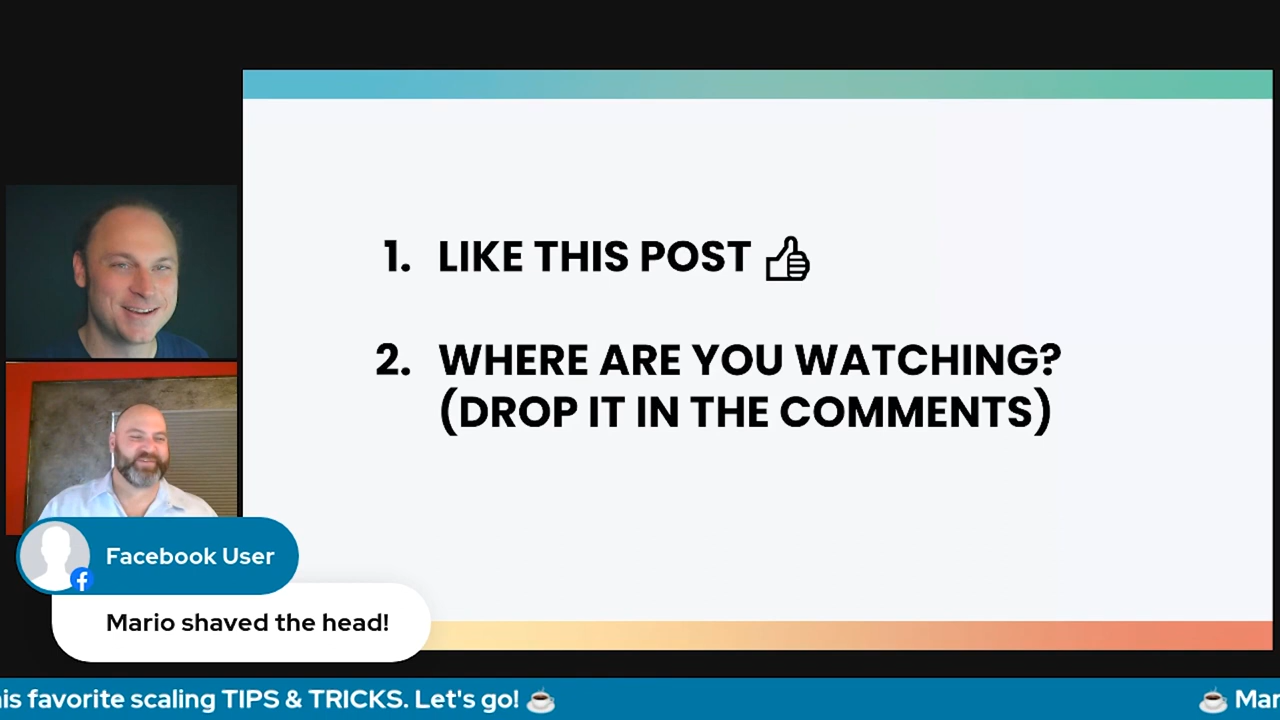 1. LIKE THIS POST 👍
2. WHERE ARE YOU WATCHING?
(DROP IT IN THE COMMENTS)
Facebook User
Mario shaved the head!
favorite scaling TIPS & TRICKS. Let's go! ☕ ☕